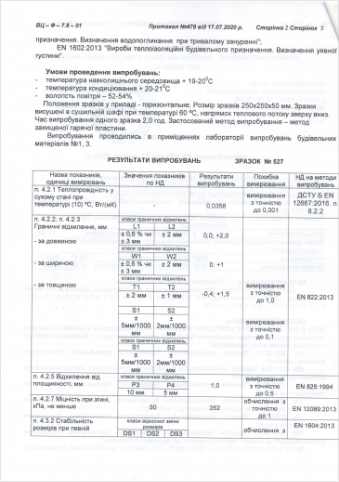 ВЦ – Ф – 7.8 – 01 Протокол №479 від 17.07.2020 р. Сторінка 2 Сторінок 3
призначення. Визначення водопоглинання при тривалому зануренні";
EN 1602:2013 "Вироби теплоізоляційні будівельного призначення. Визначення уявної
густини".
Умови проведення випробувань:
- температура навколишнього середовища + 19-20⁰С
- температура кондиціювання + 20-21⁰С
- вологість повітря – 52-54%
Положення зразків у приладі - горизонтальне. Розмір зразків 250х250х50 мм. Зразки
висушені в сушильній шафі при температурі 60 ºС, напрямок теплового потоку зверху вниз.
Час випробування одного зразка 2,0 год. Застосований метод випробування – метод
захищеної гарячої пластини.
Випробування проводились в приміщеннях лабораторії випробувань будівельних
матеріалів №1, 3.
РЕЗУЛЬТАТИ ВИПРОБУВАНЬ ЗРАЗОК № 527
Назва показників, одиниці вимірювань
Значення показників по НД
Результати випробувань
Похибка вимірювання
НД на методи випробувань
п. 4.2.1 Теплопровідність у
сухому стані при
температурі (10) ºС, Вт/(мК)
0.0358
вимірювання
з точністю
до 0.001
ДСТУ Б EN
12667:2016, п.
8.2.2
п. 4.2.2; п. 4.2.3
Граничні відхилення, мм
- за довжиною
класи граничних відхилень
L1 L2
± 0,6 % чи ± 3 мм
± 2 мм
0,0; +2,0
- за шириною
класи граничних відхилень
W1 W2
± 0,6 % чи ± 3 мм
± 2 мм
0; +1
- за товщиною
класи граничних відхилень
T1 T2
± 2 мм ± 1 мм
-0,4; +1,5
вимірювання
з точністю
до 1,0
EN 822:2013
S1 S2
± 5мм/1000 мм
± 2мм/1000 мм
класи граничних відхилень
S1 S2
± 5мм/1000 мм
± 2мм/1000 мм
вимірювання
з точністю
до 0,1
п. 4.2.5 Відхилення від
площинності, мм
класи граничних відхилень
P3 P4
10 мм 5 мм
1,0
вимірювання
з точністю
до 0,5
EN 825:1994
п. 4.2.7 Міцність при згині,
кПа, не менше
50
352
обчислення з
точністю
до 1
EN 12089:2013
п. 4.3.2 Стабільність
розмірів при певній
класи відносної зміни
розмірів
DS1 DS2 DS3
обчислення з
EN 1604:2013